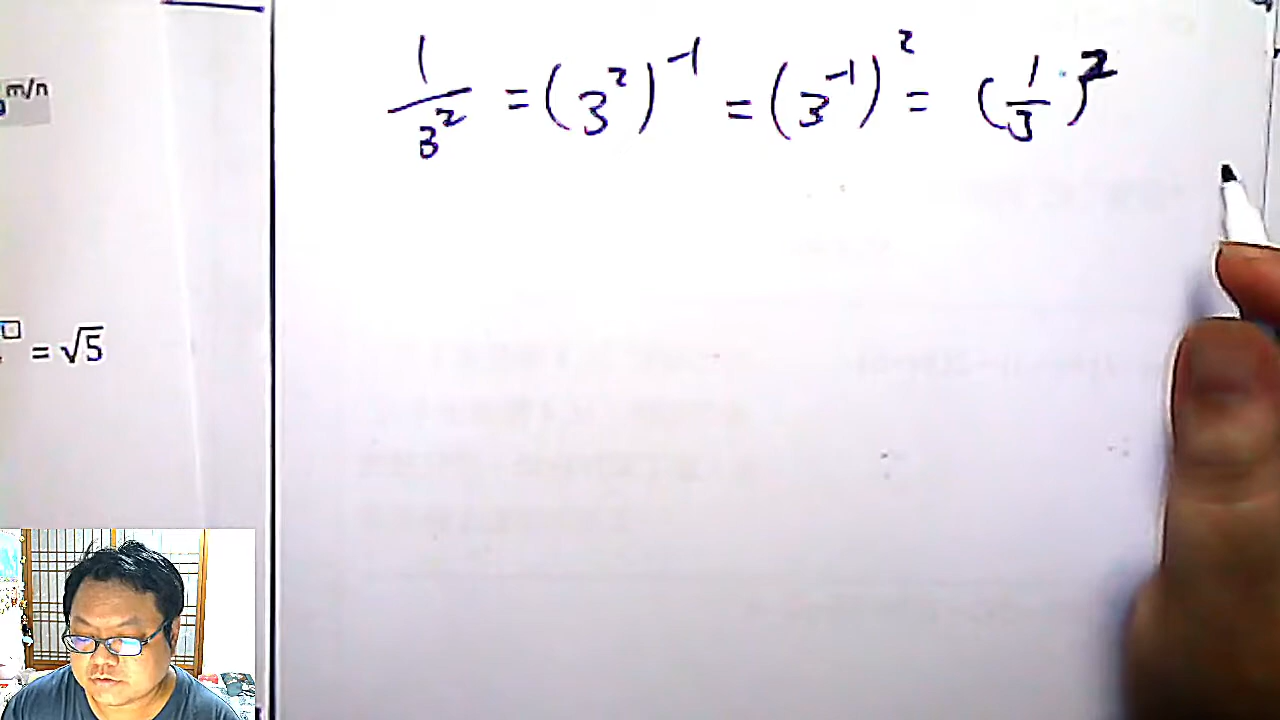 m/n
1/3² = (3²)⁻¹ = (3⁻¹)² = (1/3)²
□ = √5